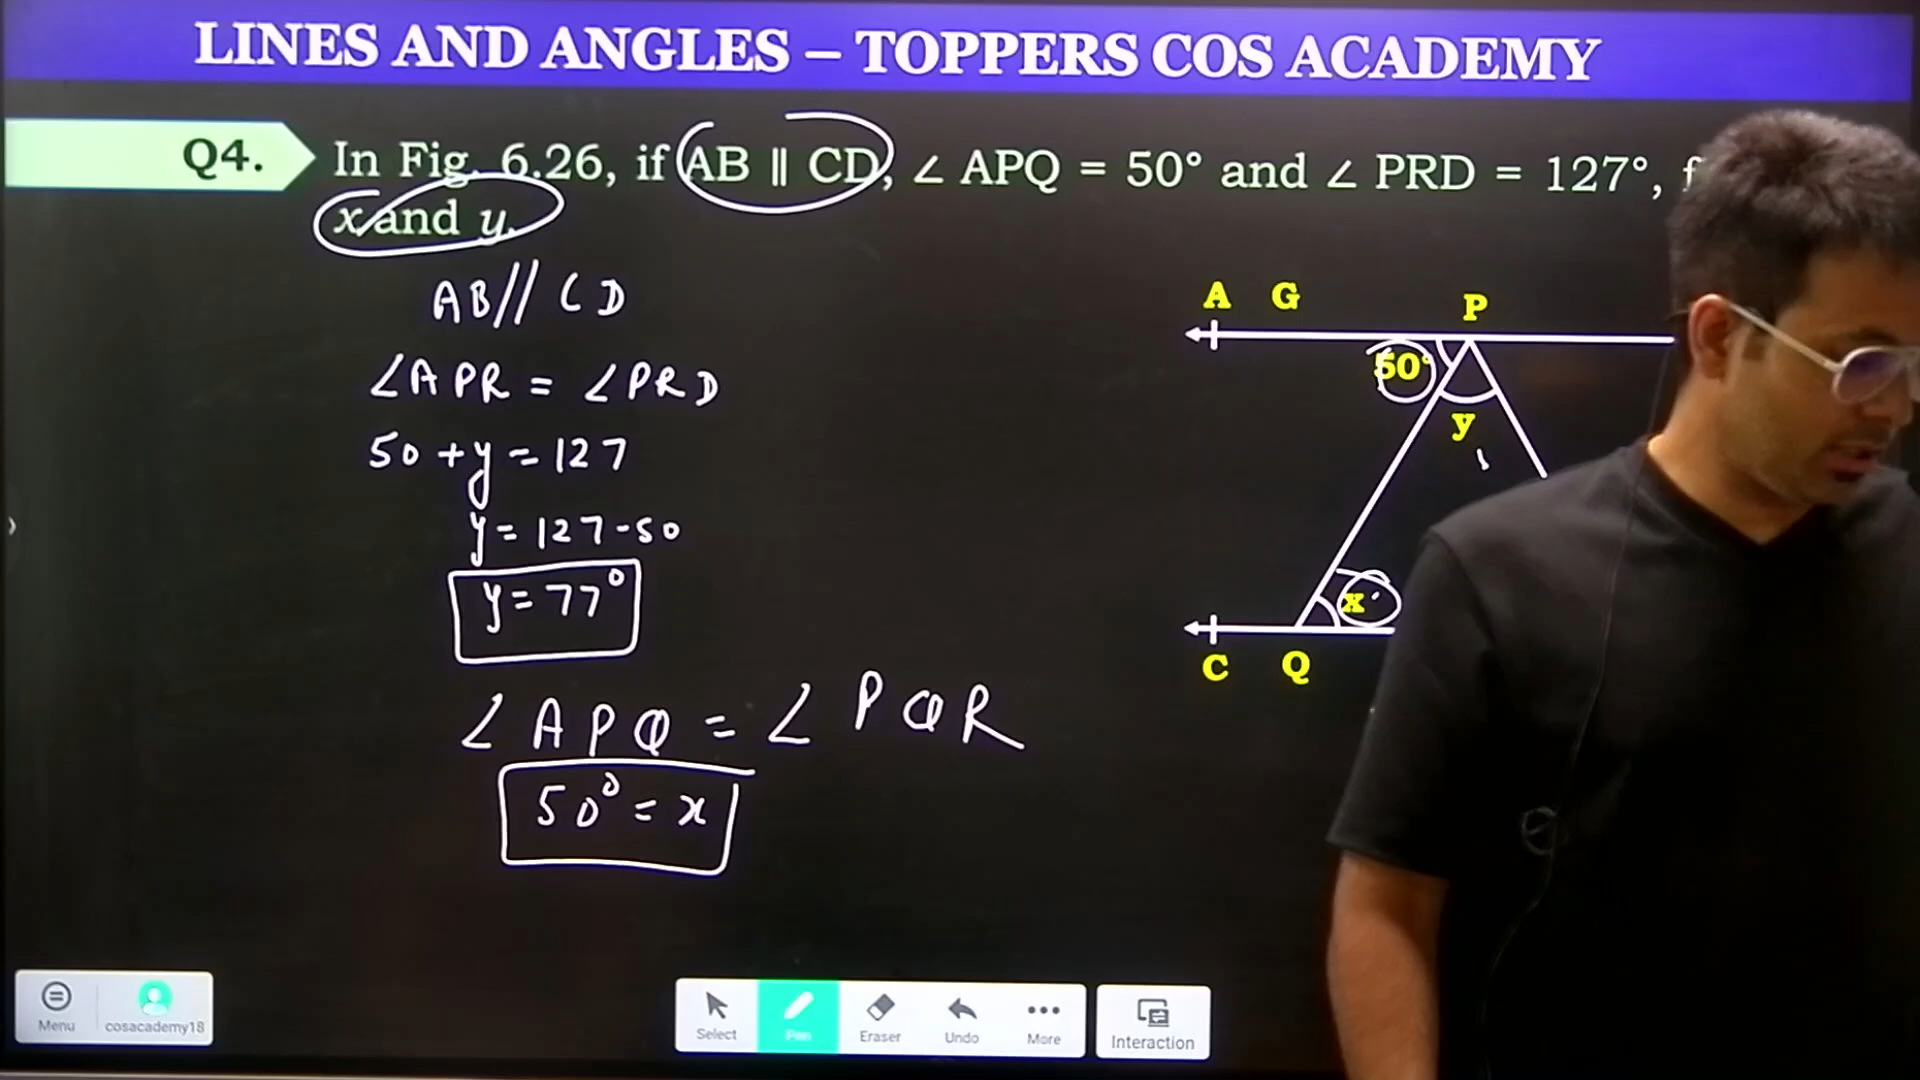 LINES AND ANGLES – TOPPERS COS ACADEMY
Q4. In Fig. 6.26, if AB || CD, ∠ APQ = 50° and ∠ PRD = 127°, f
x and y.
AB // CD
∠APR = ∠PRD
50 + y = 127
y = 127 - 50
y = 77°
∠ APQ = ∠ PQR
50° = x
A G P
50°
y
x
C Q
Menu cosacademy18 Select Pen Eraser Undo More Interaction